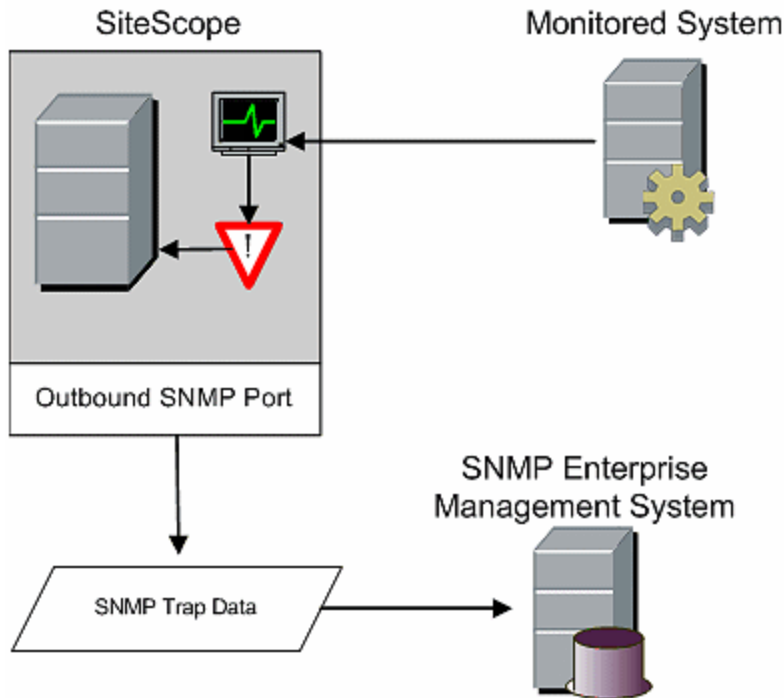 SiteScope
Monitored System
!
Outbound SNMP Port
SNMP Enterprise
Management System
SNMP Trap Data